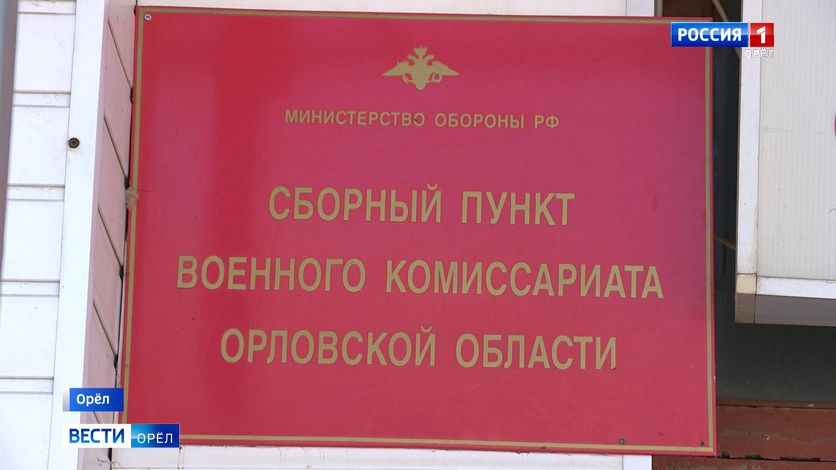 РОССИЯ 1
ОРЁЛ
МИНИСТЕРСТВО ОБОРОНЫ РФ
СБОРНЫЙ ПУНКТ
ВОЕННОГО КОМИССАРИАТА
ОРЛОВСКОЙ ОБЛАСТИ
Орёл
ВЕСТИ ОРЁЛ